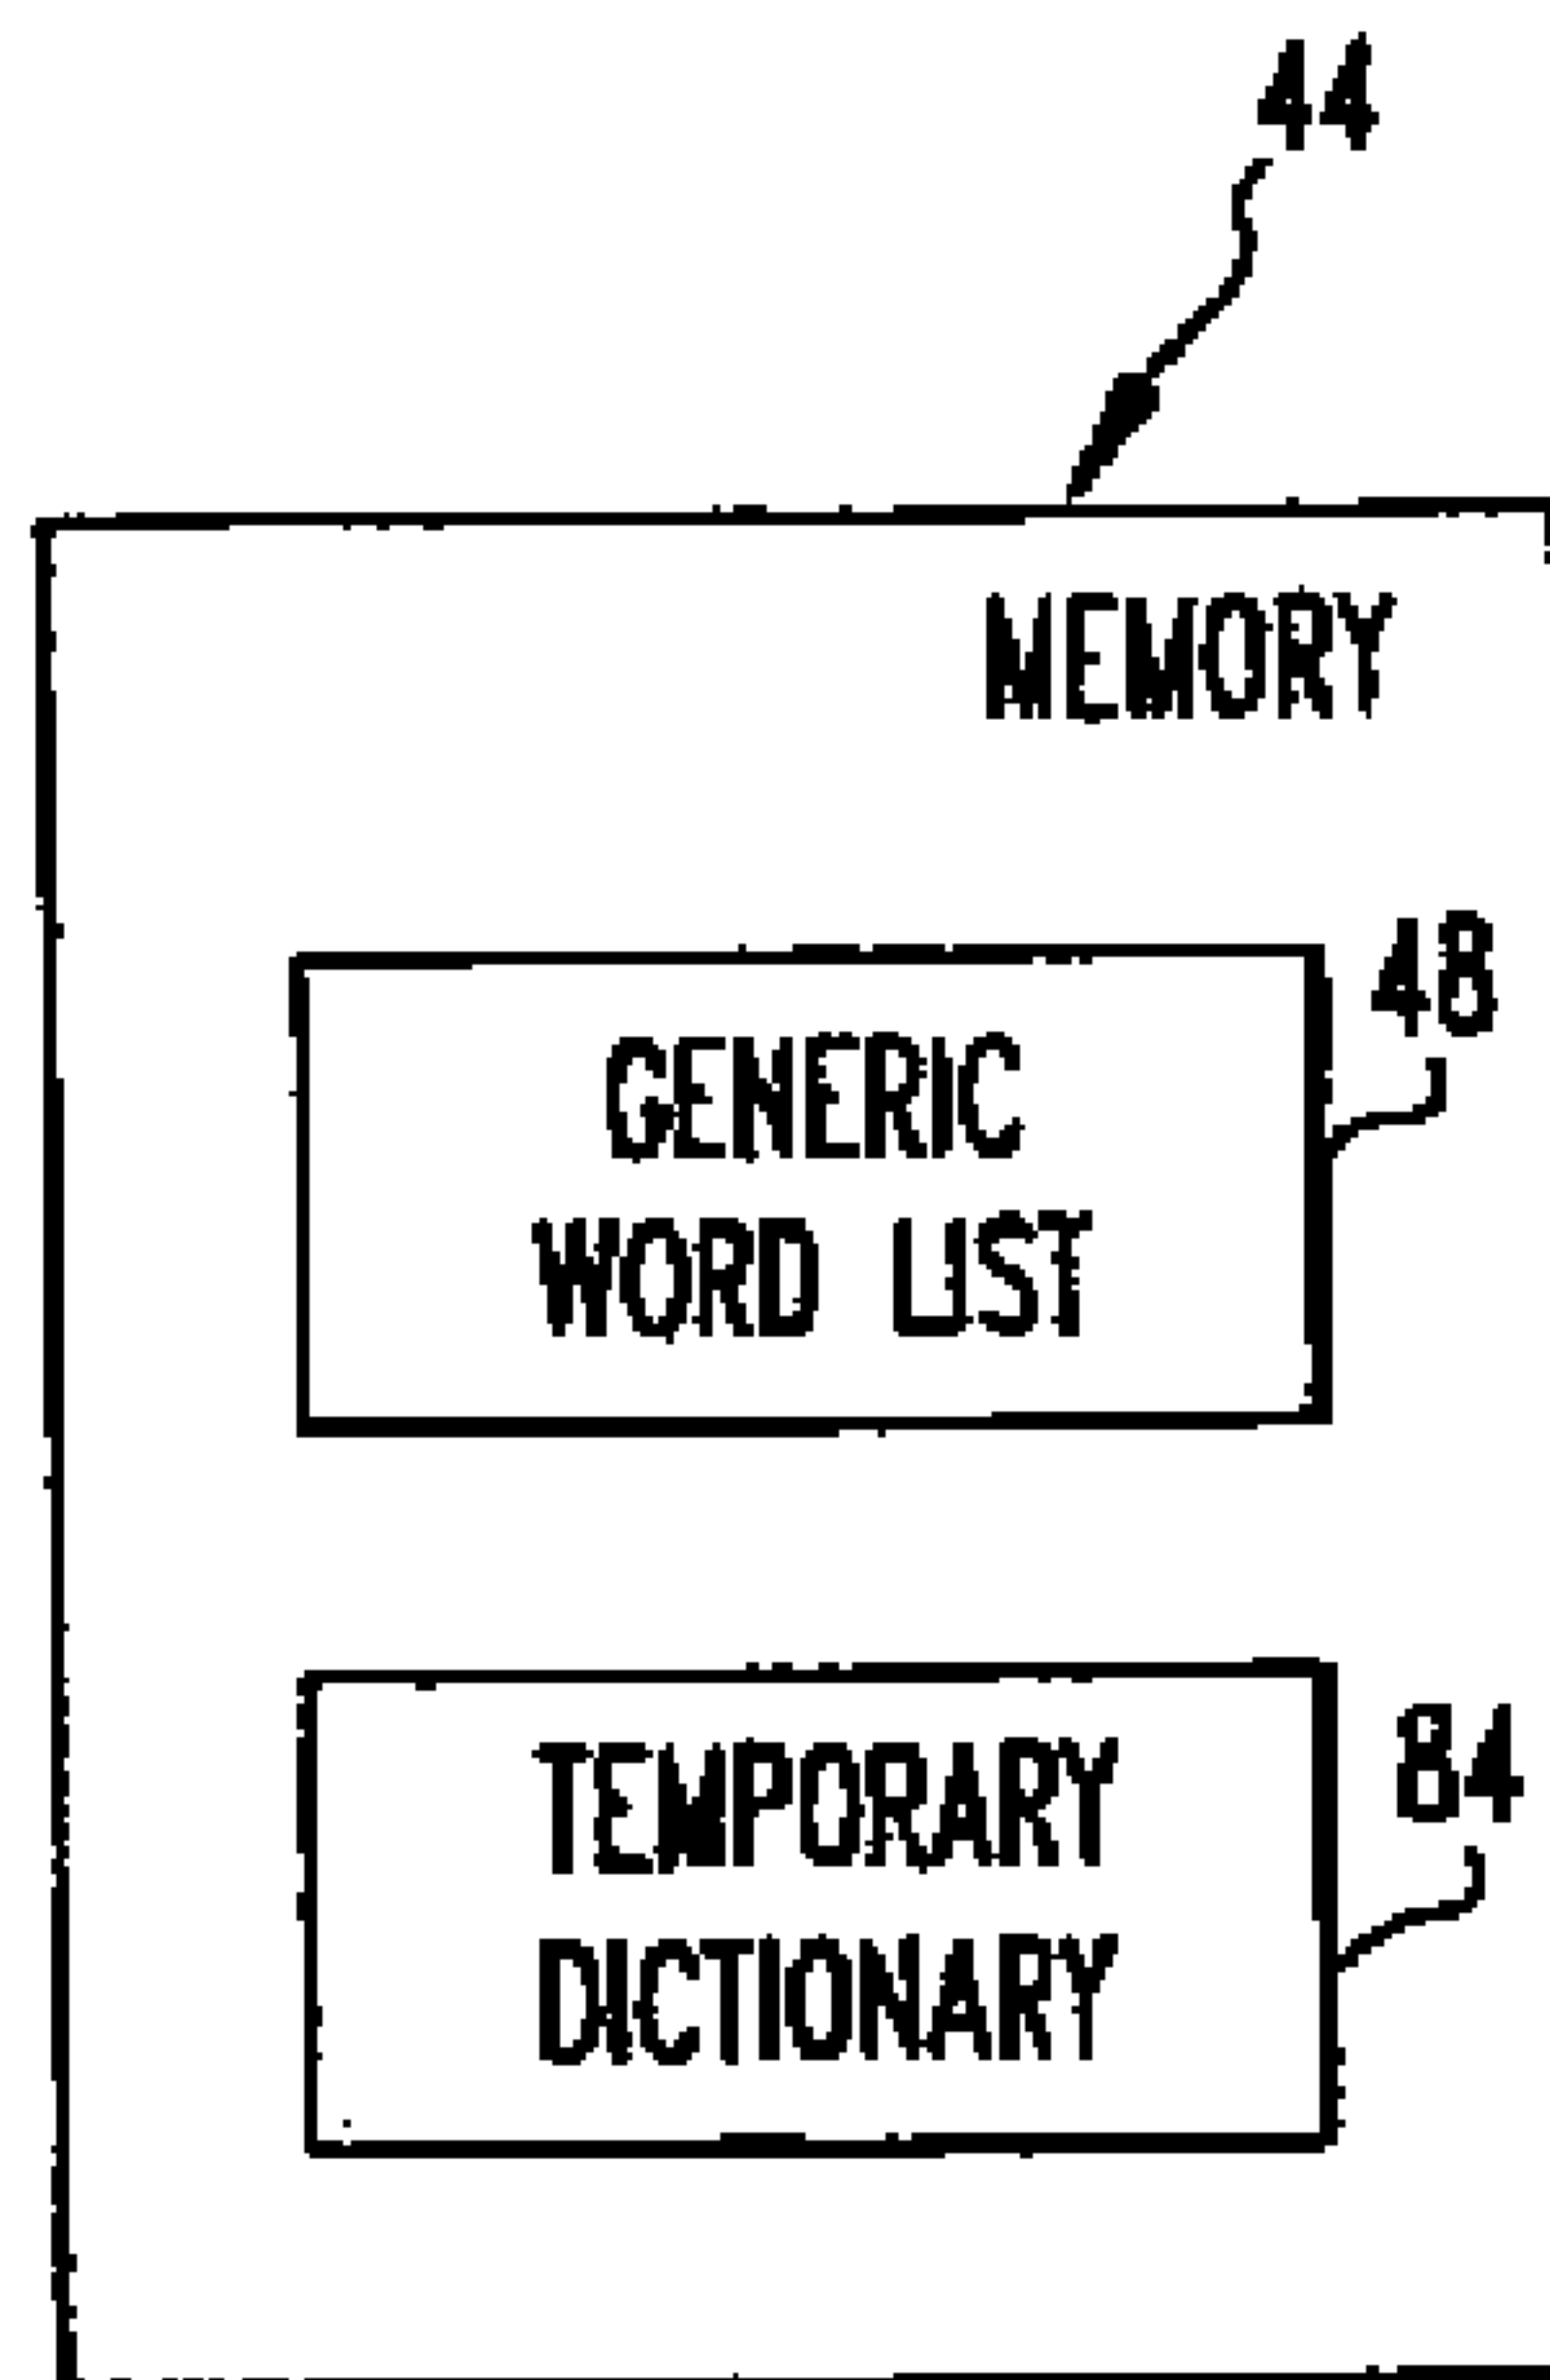 44
MEMORY
48
GENERIC
WORD LIST
84
TEMPORARY
DICTIONARY